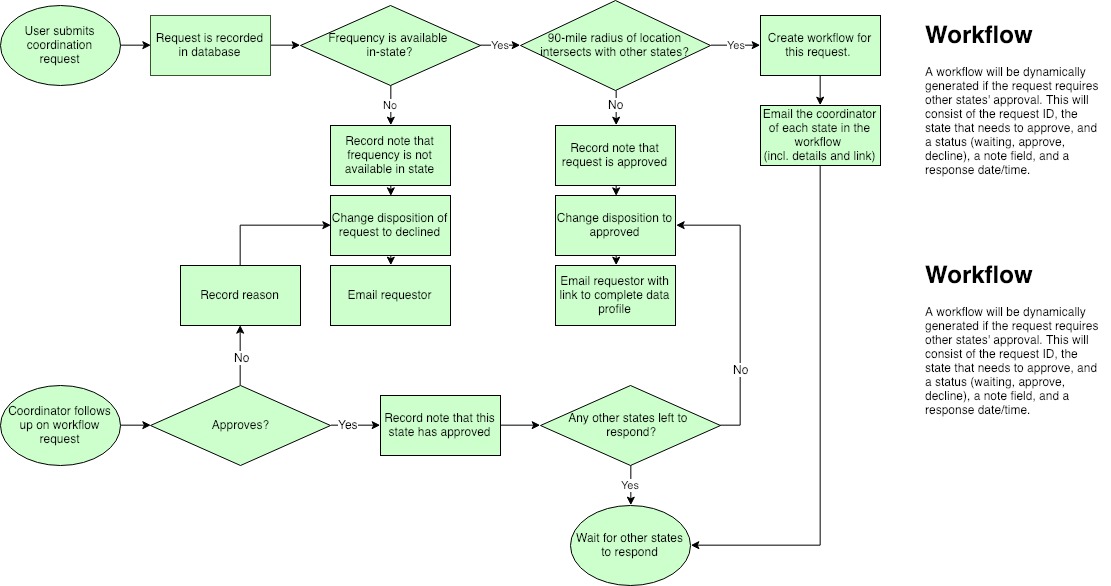 User submits
coordination
request
Request is recorded
in database
Frequency is available
in-state?
Yes
90-mile radius of location
intersects with other states?
Yes
Create workflow for
this request.
No
No
Record note that
frequency is not
available in state
Record note that
request is approved
Email the coordinator
of each state in the
workflow
(incl. details and link)
Change disposition of
request to declined
Change disposition to
approved
Record reason
Email requestor
Email requestor with
link to complete data
profile
No
No
Coordinator follows
up on workflow
request
Approves?
Yes
Record note that this
state has approved
Any other states left to
respond?
Yes
Wait for other states
to respond
Workflow
A workflow will be dynamically
generated if the request requires
other states' approval. This will
consist of the request ID, the
state that needs to approve, and
a status (waiting, approve,
decline), a note field, and a
response date/time.
Workflow
A workflow will be dynamically
generated if the request requires
other states' approval. This will
consist of the request ID, the
state that needs to approve, and
a status (waiting, approve,
decline), a note field, and a
response date/time.